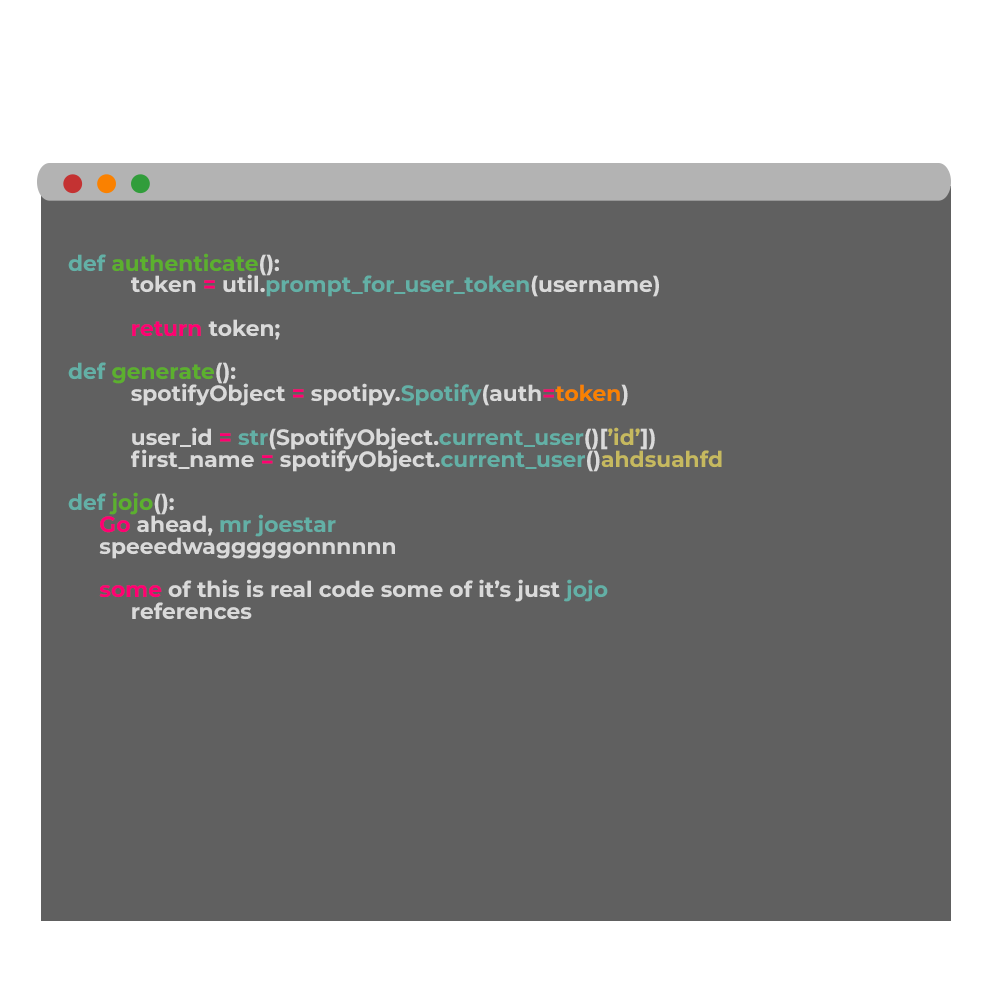 def authenticate():
token = util.prompt_for_user_token(username)
return token;
def generate():
spotifyObject = spotipy.Spotify(auth=token)
user_id = str(SpotifyObject.current_user()[’id’])
first_name = spotifyObject.current_user()ahdsuahfd
def jojo():
Go ahead, mr joestar
speeedwagggggonnnnnn
some of this is real code some of it’s just jojo
references